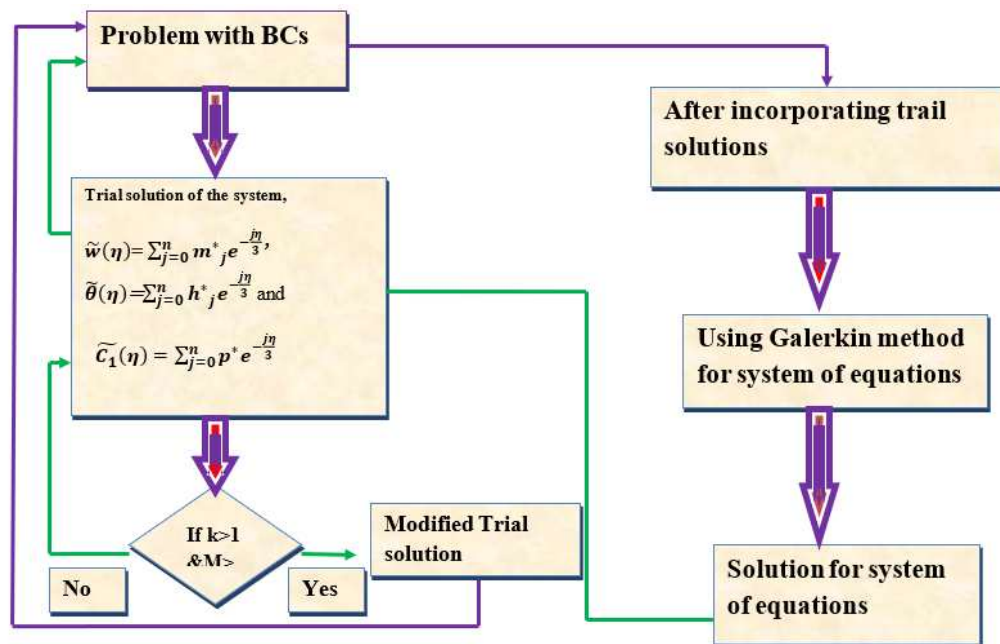 Problem with BCs
After incorporating trail
solutions
Trial solution of the system,
w̃(η)=∑ⁿⱼ₌₀ m*ⱼ e^{-jη/3},
θ̃(η)=∑ⁿⱼ₌₀ h*ⱼ e^{-jη/3} and
C̃₁(η) = ∑ⁿⱼ₌₀ p* e^{-jη/3}
Using Galerkin method
for system of equations
If k>1
&M>
Modified Trial
solution
No
Yes
Solution for system
of equations